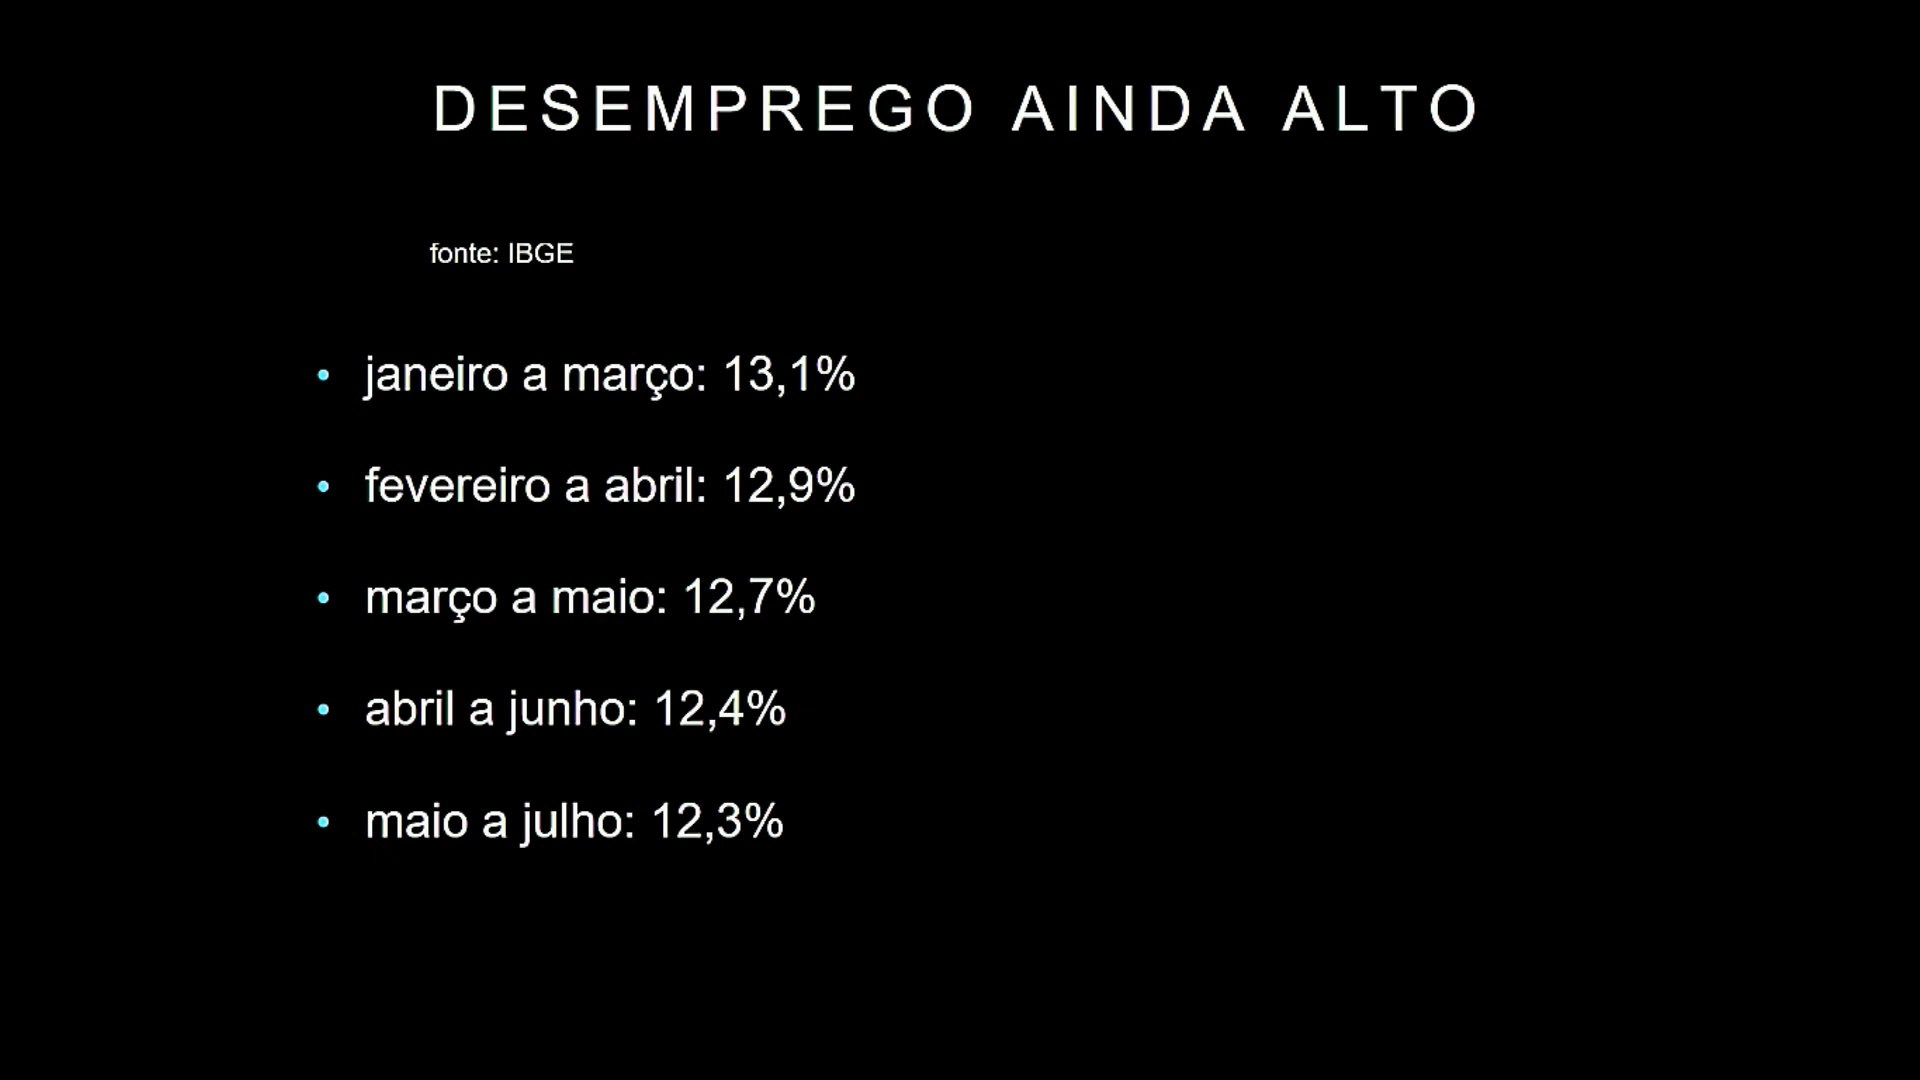 DESEMPREGO AINDA ALTO
fonte: IBGE
• janeiro a março: 13,1%
• fevereiro a abril: 12,9%
• março a maio: 12,7%
• abril a junho: 12,4%
• maio a julho: 12,3%